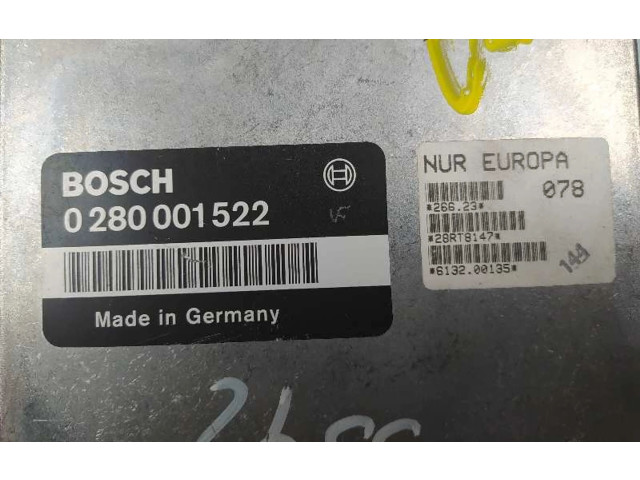 BOSCH
0 280 001 522
Made in Germany
NUR EUROPA
078
*266.23*
*28RT8147*
*6132.00135*
144